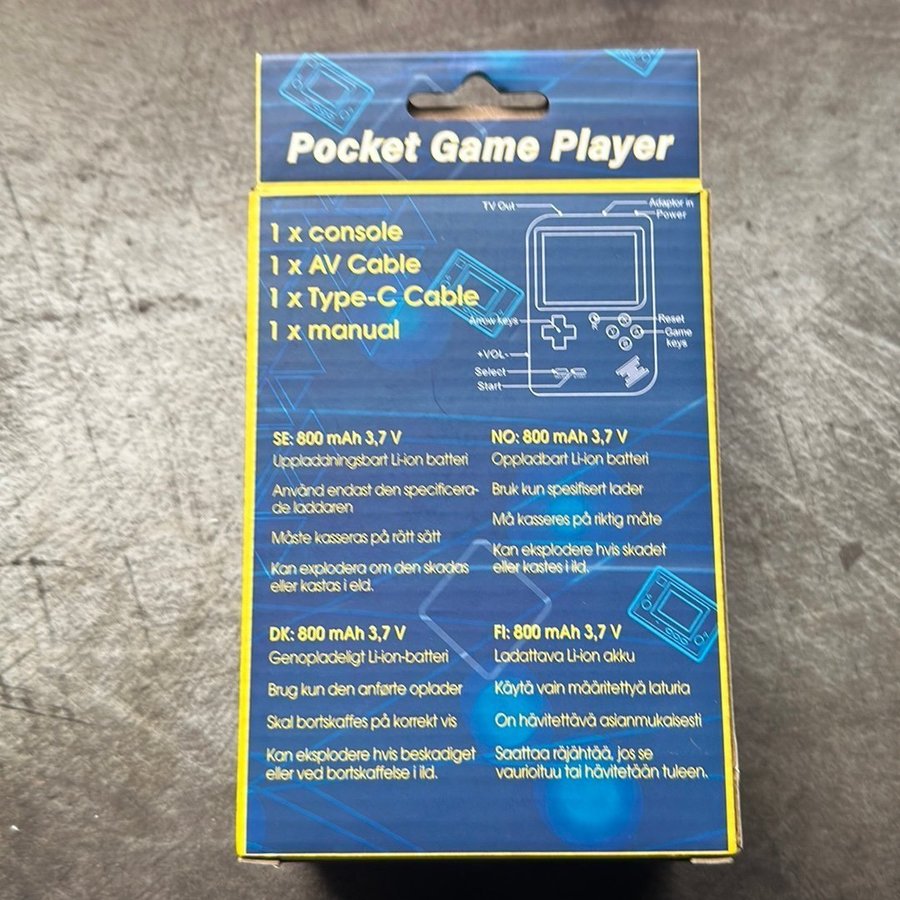 Pocket Game Player
1 x console
1 x AV Cable
1 x Type-C Cable
1 x manual
TV Out
Adaptor in
Power
Arrow keys
Reset
Game
keys
+VOL-
Select
Start
R
X
Y
A
B
SE: 800 mAh 3,7 V
Uppladdningsbart Li-ion batteri
Använd endast den specificera-
de laddaren
Måste kasseras på rätt sätt
Kan explodera om den skadas
eller kastas i eld.
NO: 800 mAh 3,7 V
Oppladbart Li-ion batteri
Bruk kun spesifisert lader
Må kasseres på riktig måte
Kan eksplodere hvis skadet
eller kastes i ild.
DK: 800 mAh 3,7 V
Genopladeligt Li-ion-batteri
Brug kun den anførte oplader
Skal bortskaffes på korrekt vis
Kan eksplodere hvis beskadiget
eller ved bortskaffelse i ild.
FI: 800 mAh 3,7 V
Ladattava Li-ion akku
Käytä vain määritettyä laturia
On hävitettävä asianmukaisesti
Saattaa räjähtää, jos se
vaurioituu tai hävitetään tuleen.